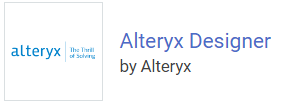 alteryx
The Thrill
of Solving
Alteryx Designer
by Alteryx